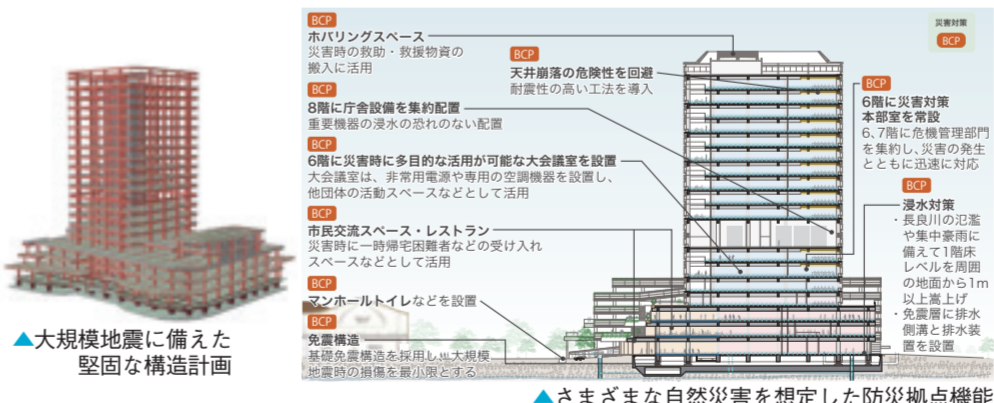 ▲大規模地震に備えた
堅固な構造計画
BCP
ホバリングスペース
災害時の救助・救援物資の
搬入に活用
BCP
天井崩落の危険性を回避
耐震性の高い工法を導入
BCP
8階に庁舎設備を集約配置
重要機器の浸水の恐れのない配置
BCP
6階に災害時に多目的な活用が可能な大会議室を設置
大会議室は、非常用電源や専用の空調機器を設置し、
他団体の活動スペースなどとして活用
BCP
市民交流スペース・レストラン
災害時に一時帰宅困難者などの受け入れ
スペースなどとして活用
BCP
マンホールトイレなどを設置
BCP
免震構造
基礎免震構造を採用し、大規模
地震時の損傷を最小限とする
災害対策
BCP
BCP
6階に災害対策
本部室を常設
6、7階に危機管理部門
を集約し、災害の発生
とともに迅速に対応
BCP
浸水対策
・長良川の氾濫
や集中豪雨に
備えて1階床
レベルを周囲
の地面から1m
以上嵩上げ
・免震層に排水
側溝と排水装
置を設置
▲さまざまな自然災害を想定した防災拠点機能